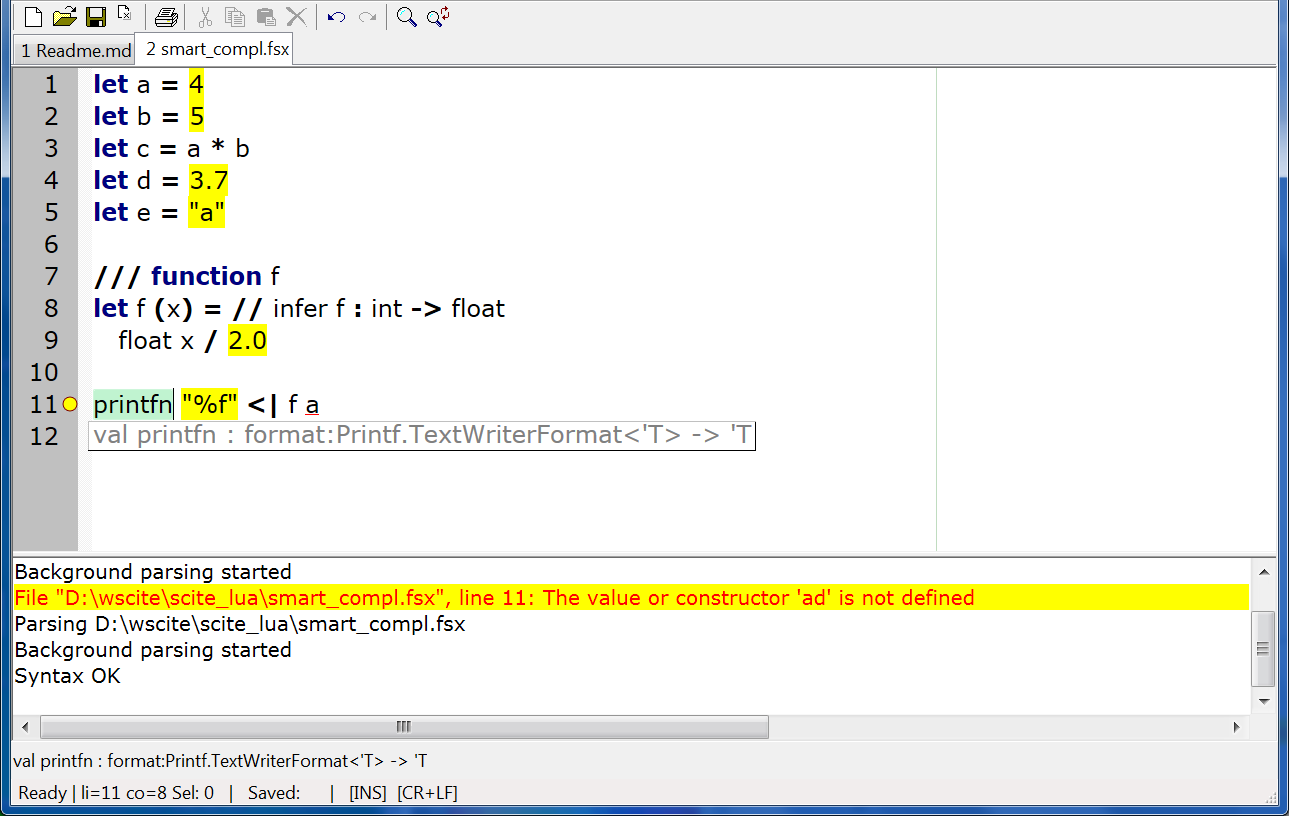 1 Readme.md 2 smart_compl.fsx
1 let a = 4
2 let b = 5
3 let c = a * b
4 let d = 3.7
5 let e = "a"
6
7 /// function f
8 let f (x) = // infer f : int -> float
9 float x / 2.0
10
11 printfn "%f" <| f a
12 val printfn : format:Printf.TextWriterFormat<'T> -> 'T
Background parsing started
File "D:\wscite\scite_lua\smart_compl.fsx", line 11: The value or constructor 'ad' is not defined
Parsing D:\wscite\scite_lua\smart_compl.fsx
Background parsing started
Syntax OK
val printfn : format:Printf.TextWriterFormat<'T> -> 'T
Ready | li=11 co=8 Sel: 0 | Saved: | [INS] [CR+LF]